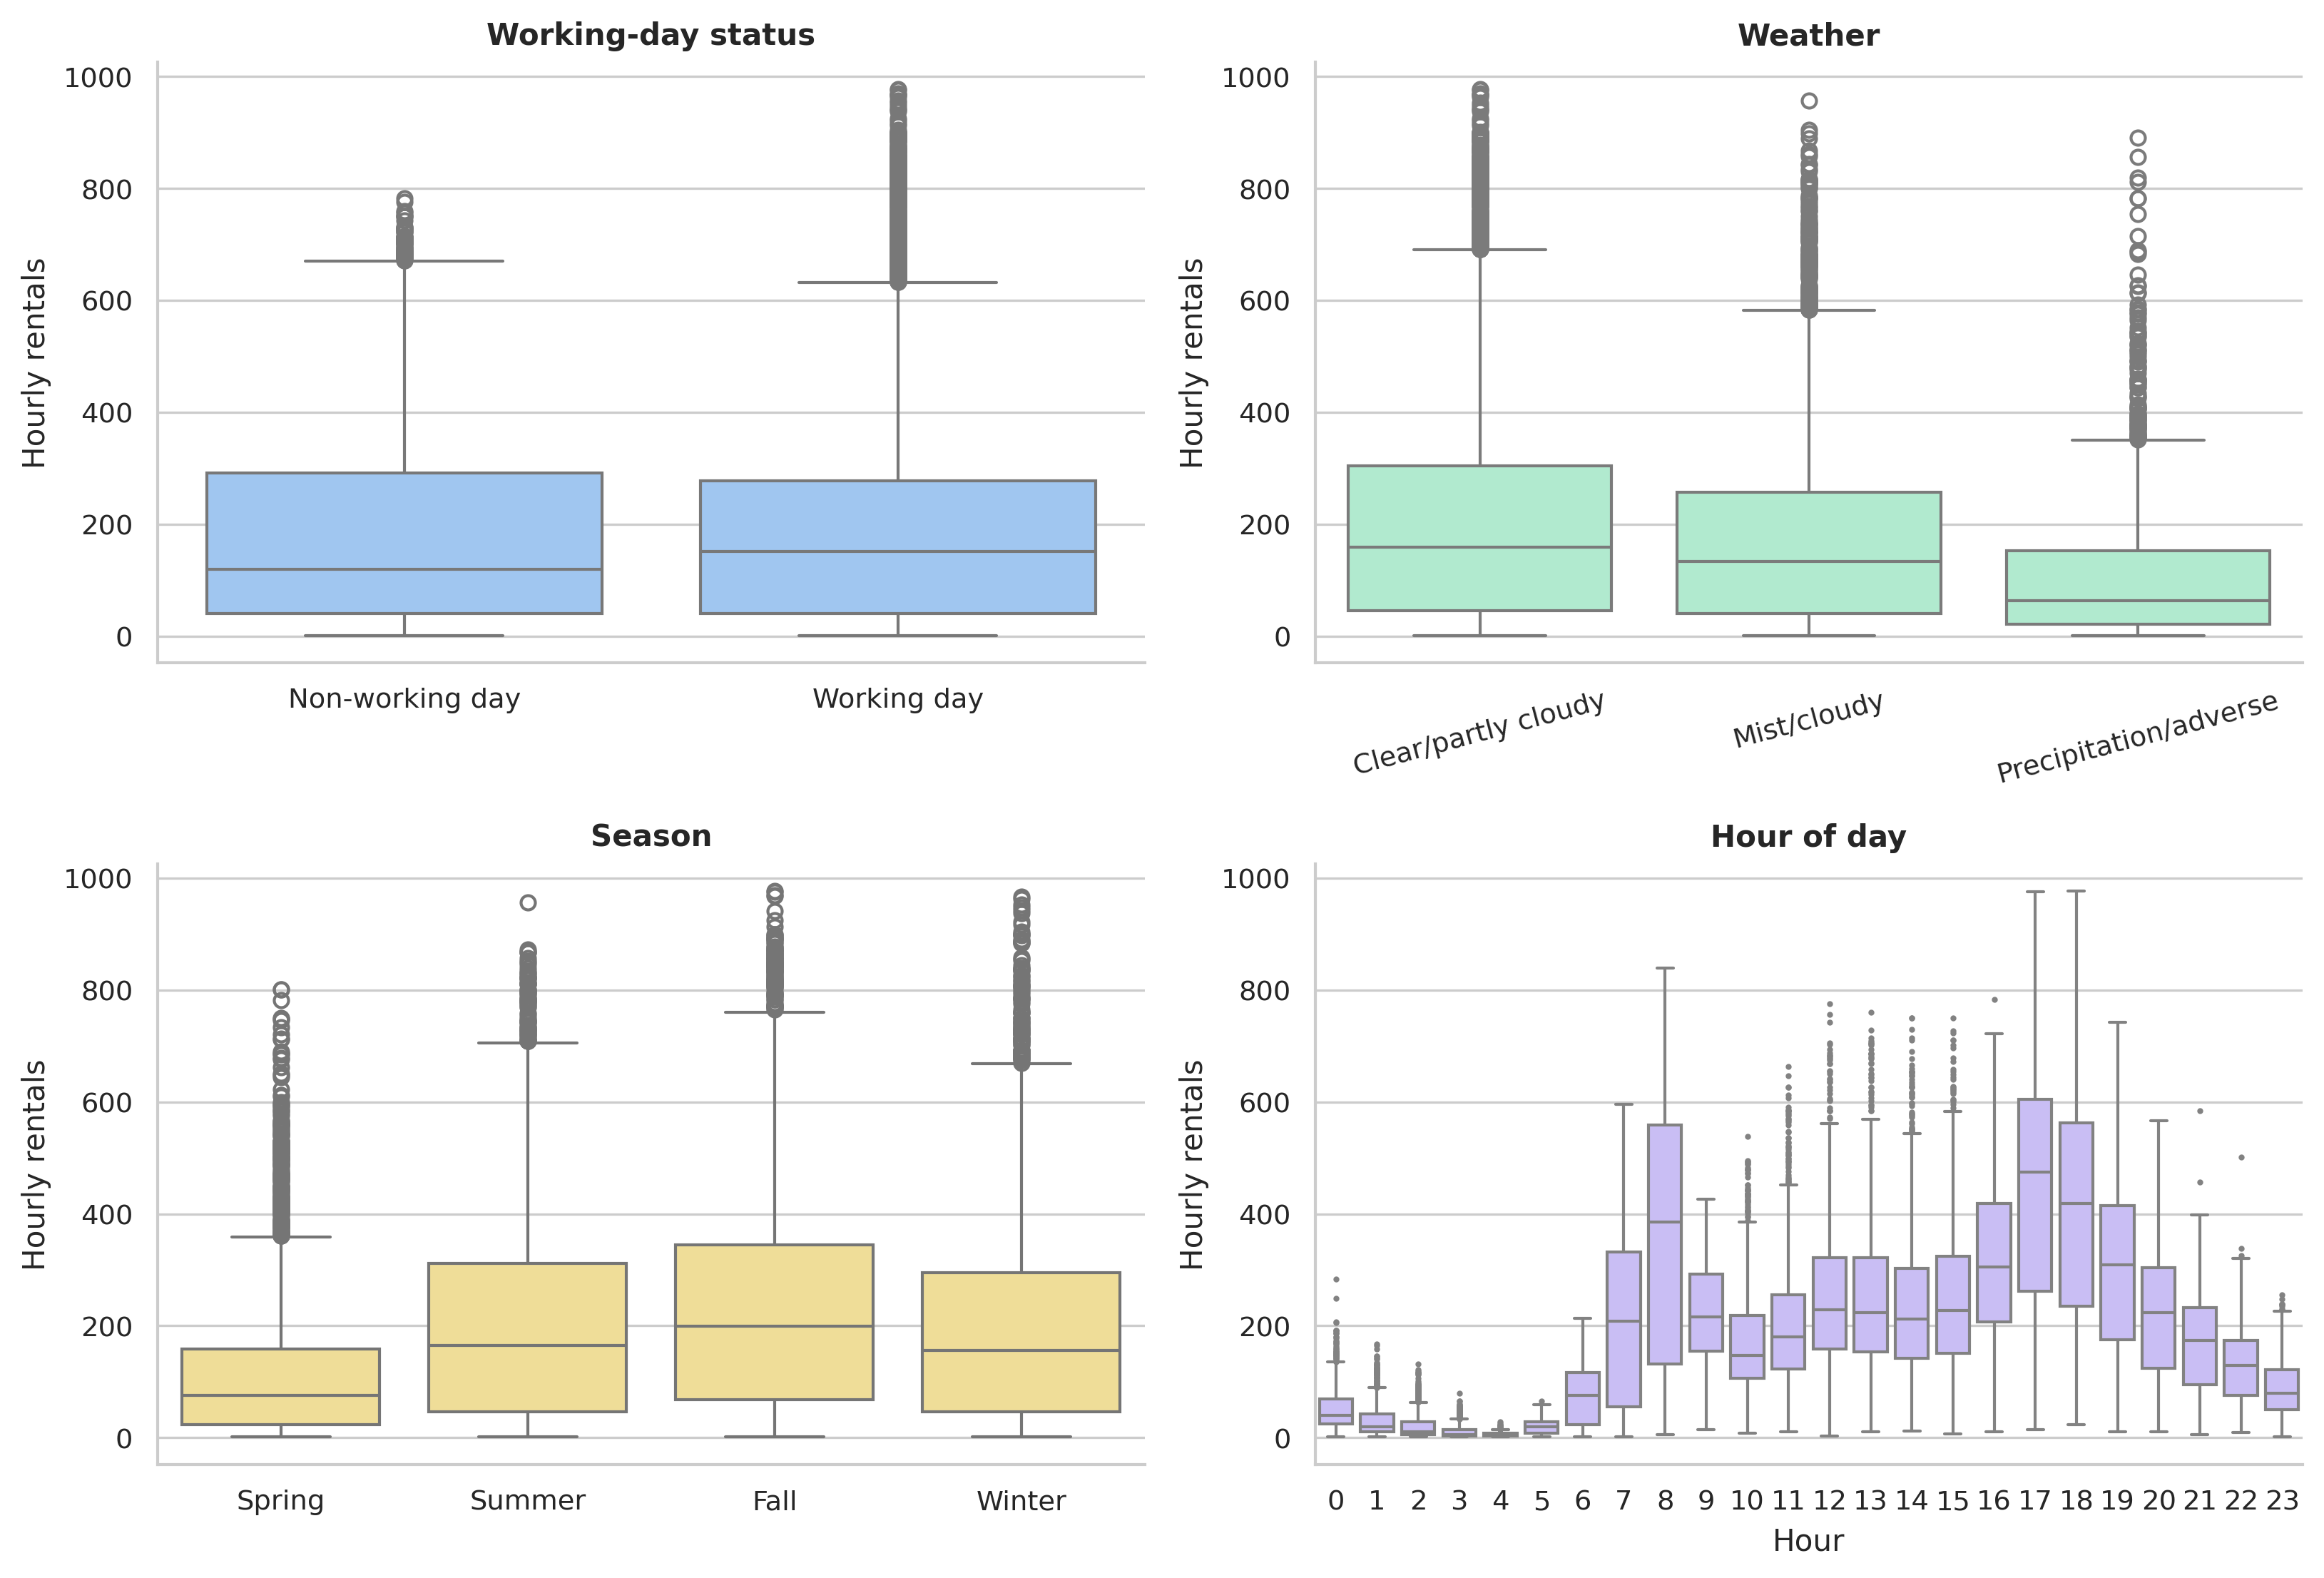 Working-day status
Hourly rentals
1000
800
600
400
200
0
Non-working day Working day
Weather
Hourly rentals
1000
800
600
400
200
0
Clear/partly cloudy Mist/cloudy Precipitation/adverse
Season
Hourly rentals
1000
800
600
400
200
0
Spring Summer Fall Winter
Hour of day
Hourly rentals
1000
800
600
400
200
0
0 1 2 3 4 5 6 7 8 9 10 11 12 13 14 15 16 17 18 19 20 21 22 23
Hour